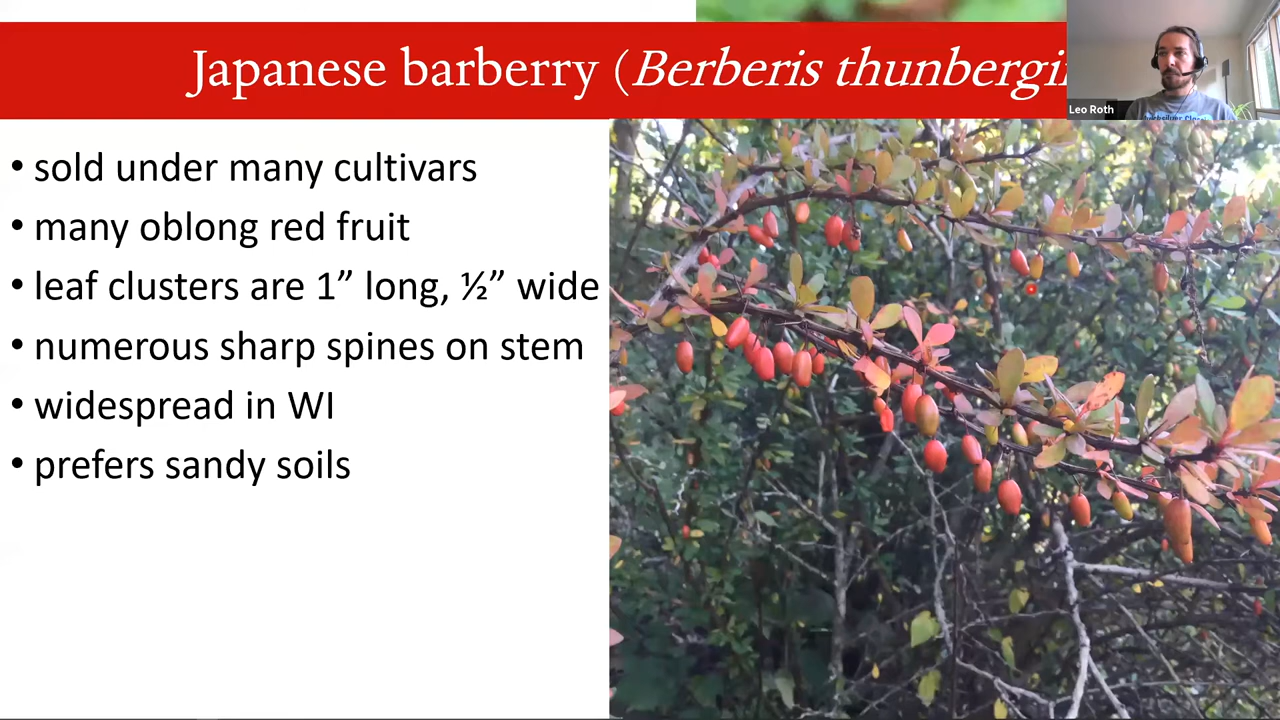 Japanese barberry (Berberis thunbergii
Leo Roth
• sold under many cultivars
• many oblong red fruit
• leaf clusters are 1” long, ½” wide
• numerous sharp spines on stem
• widespread in WI
• prefers sandy soils